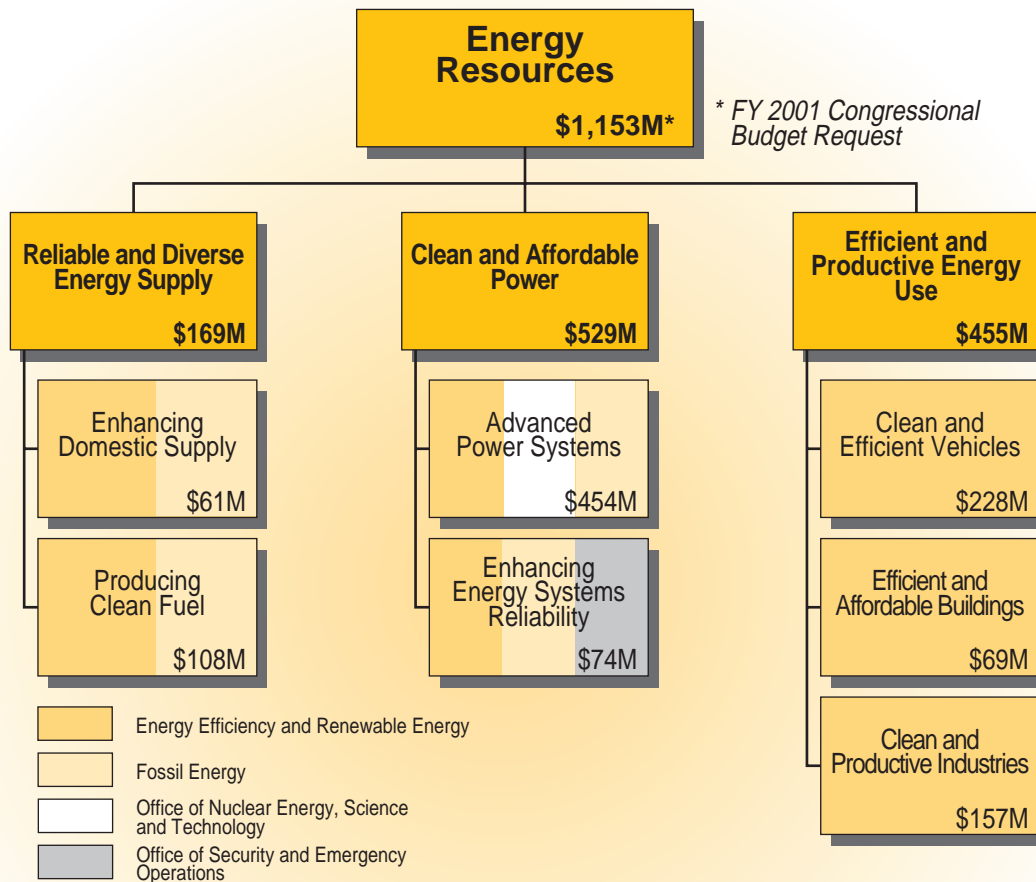 Energy
Resources
$1,153M*
* FY 2001 Congressional
Budget Request
Reliable and Diverse
Energy Supply
$169M
Clean and Affordable
Power
$529M
Efficient and
Productive Energy
Use
$455M
Enhancing
Domestic Supply
$61M
Advanced
Power Systems
$454M
Clean and
Efficient Vehicles
$228M
Producing
Clean Fuel
$108M
Enhancing
Energy Systems
Reliability
$74M
Efficient and
Affordable Buildings
$69M
Clean and
Productive Industries
$157M
Energy Efficiency and Renewable Energy
Fossil Energy
Office of Nuclear Energy, Science
and Technology
Office of Security and Emergency
Operations